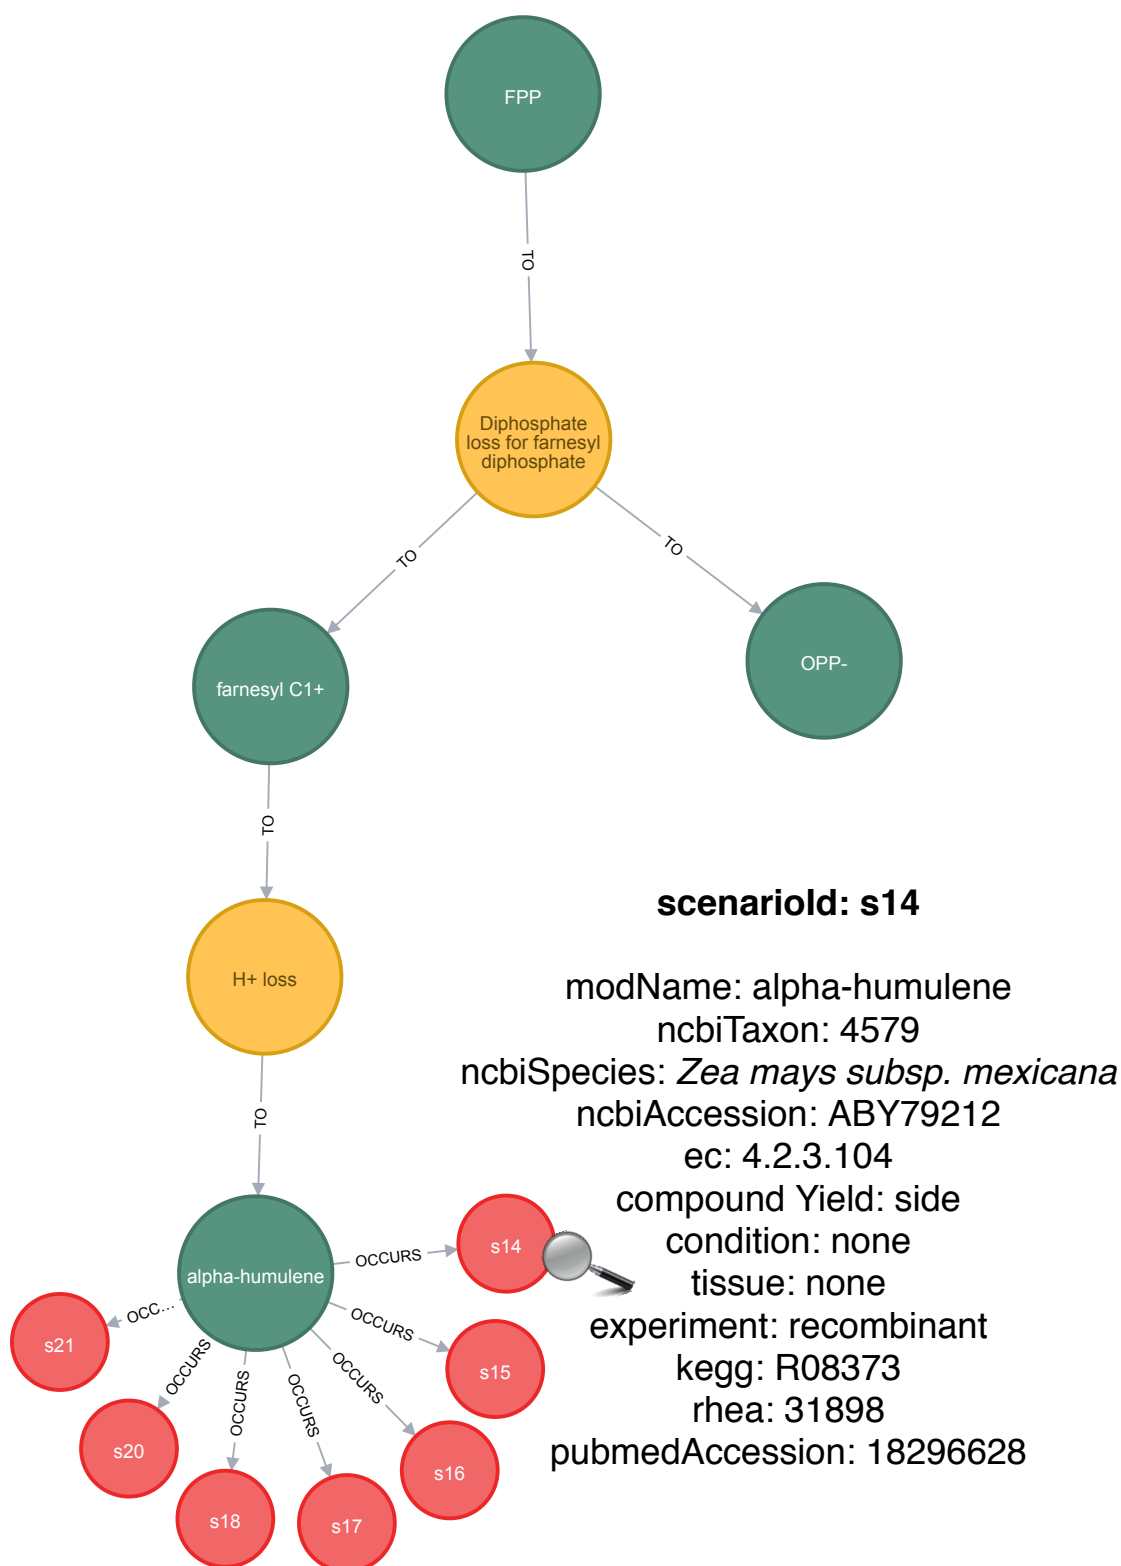 FPP
TO
Diphosphate
loss for farnesyl
diphosphate
TO
TO
farnesyl C1+
OPP-
TO
H+ loss
TO
alpha-humulene
OCCURS
s14
OCCURS
s15
OCCURS
s16
OCCURS
s17
OCCURS
s18
OCCURS
s20
OCC...
s21
scenarioId: s14
modName: alpha-humulene
ncbiTaxon: 4579
ncbiSpecies: Zea mays subsp. mexicana
ncbiAccession: ABY79212
ec: 4.2.3.104
compound Yield: side
condition: none
tissue: none
experiment: recombinant
kegg: R08373
rhea: 31898
pubmedAccession: 18296628